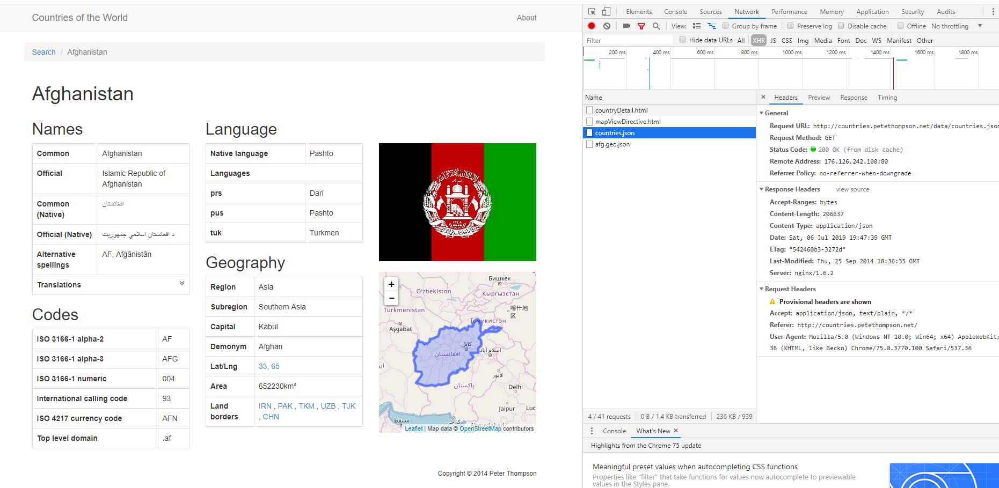 Countries of the World
About
Search / Afghanistan
Afghanistan
Names
Common Afghanistan
Official Islamic Republic of Afghanistan
Common (Native) افغانستان
Official (Native) د افغانستان اسلامي جمهوریت
Alternative spellings AF, Afġānistān
Translations
Codes
ISO 3166-1 alpha-2 AF
ISO 3166-1 alpha-3 AFG
ISO 3166-1 numeric 004
International calling code 93
ISO 4217 currency code AFN
Top level domain .af
Language
Native language Pashto
Languages
prs Dari
pus Pashto
tuk Turkmen
Geography
Region Asia
Subregion Southern Asia
Capital Kabul
Demonym Afghan
Lat/Lng 33, 65
Area 652230km²
Land borders IRN , PAK , TKM , UZB , TJK , CHN
+
−
Бишкек
Oʻzbekiston
Кыргызстан
Türkmenistan
喀什地区
Тоҷикистон
Aşgabat
کابل
افغانستان
اسلام آباد
لاہور
پاکستان
Delhi
Jaipur
مسقط
کراچی
Ahmedabad
Leaflet | Map data © OpenStreetMap contributors
Copyright © 2014 Peter Thompson
Elements Console Sources Network Performance Memory Application Security Audits
View: Group by frame Preserve log Disable cache Offline No throttling
Filter Hide data URLs All XHR JS CSS Img Media Font Doc WS Manifest Other
200 ms 400 ms 600 ms 800 ms 1000 ms 1200 ms 1400 ms 1600 ms 1800 ms
Name
countryDetail.html
mapViewDirective.html
countries.json
afg.geo.json
4 / 41 requests 0 B / 1.4 KB transferred 236 KB / 939
Headers Preview Response Timing
General
Request URL: http://countries.petethompson.net/data/countries.json
Request Method: GET
Status Code: 200 OK (from disk cache)
Remote Address: 176.126.242.100:80
Referrer Policy: no-referrer-when-downgrade
Response Headers view source
Accept-Ranges: bytes
Content-Length: 206637
Content-Type: application/json
Date: Sat, 06 Jul 2019 19:47:39 GMT
ETag: "542460b3-3272d"
Last-Modified: Thu, 25 Sep 2014 18:36:35 GMT
Server: nginx/1.6.2
Request Headers
Provisional headers are shown
Accept: application/json, text/plain, */*
Referer: http://countries.petethompson.net/
User-Agent: Mozilla/5.0 (Windows NT 10.0; Win64; x64) AppleWebKit/
36 (KHTML, like Gecko) Chrome/75.0.3770.100 Safari/537.36
Console What's New
Highlights from the Chrome 75 update
Meaningful preset values when autocompleting CSS functions
Properties like "filter" that take functions for values now autocomplete to previewable
values in the Styles pane.